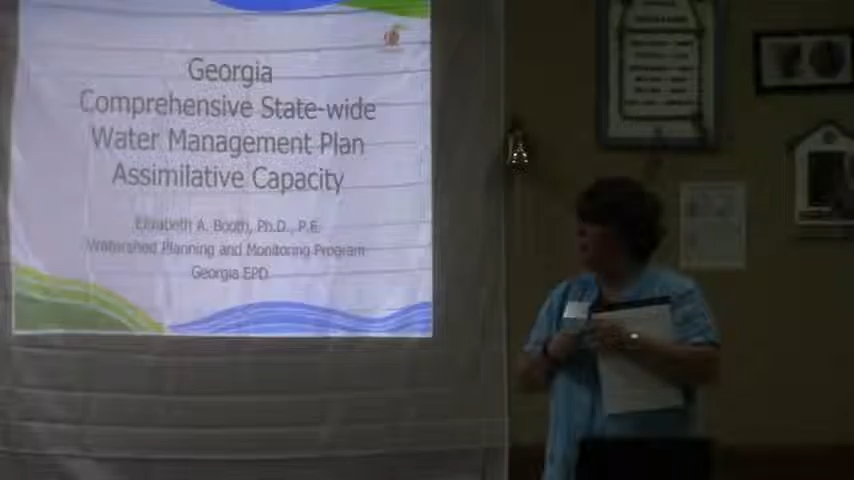 Georgia
Comprehensive State-wide
Water Management Plan
Assimilative Capacity
Elizabeth A. Booth, Ph.D., P.E.
Watershed Planning and Monitoring Program
Georgia EPD